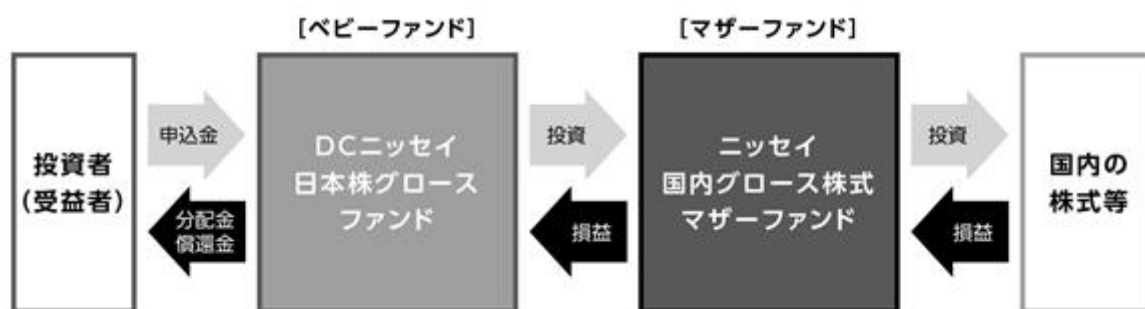 [ベビーファンド]
[マザーファンド]
投資者
(受益者)
申込金
分配金
償還金
DCニッセイ
日本株グロース
ファンド
投資
損益
ニッセイ
国内グロース株式
マザーファンド
投資
損益
国内の
株式等